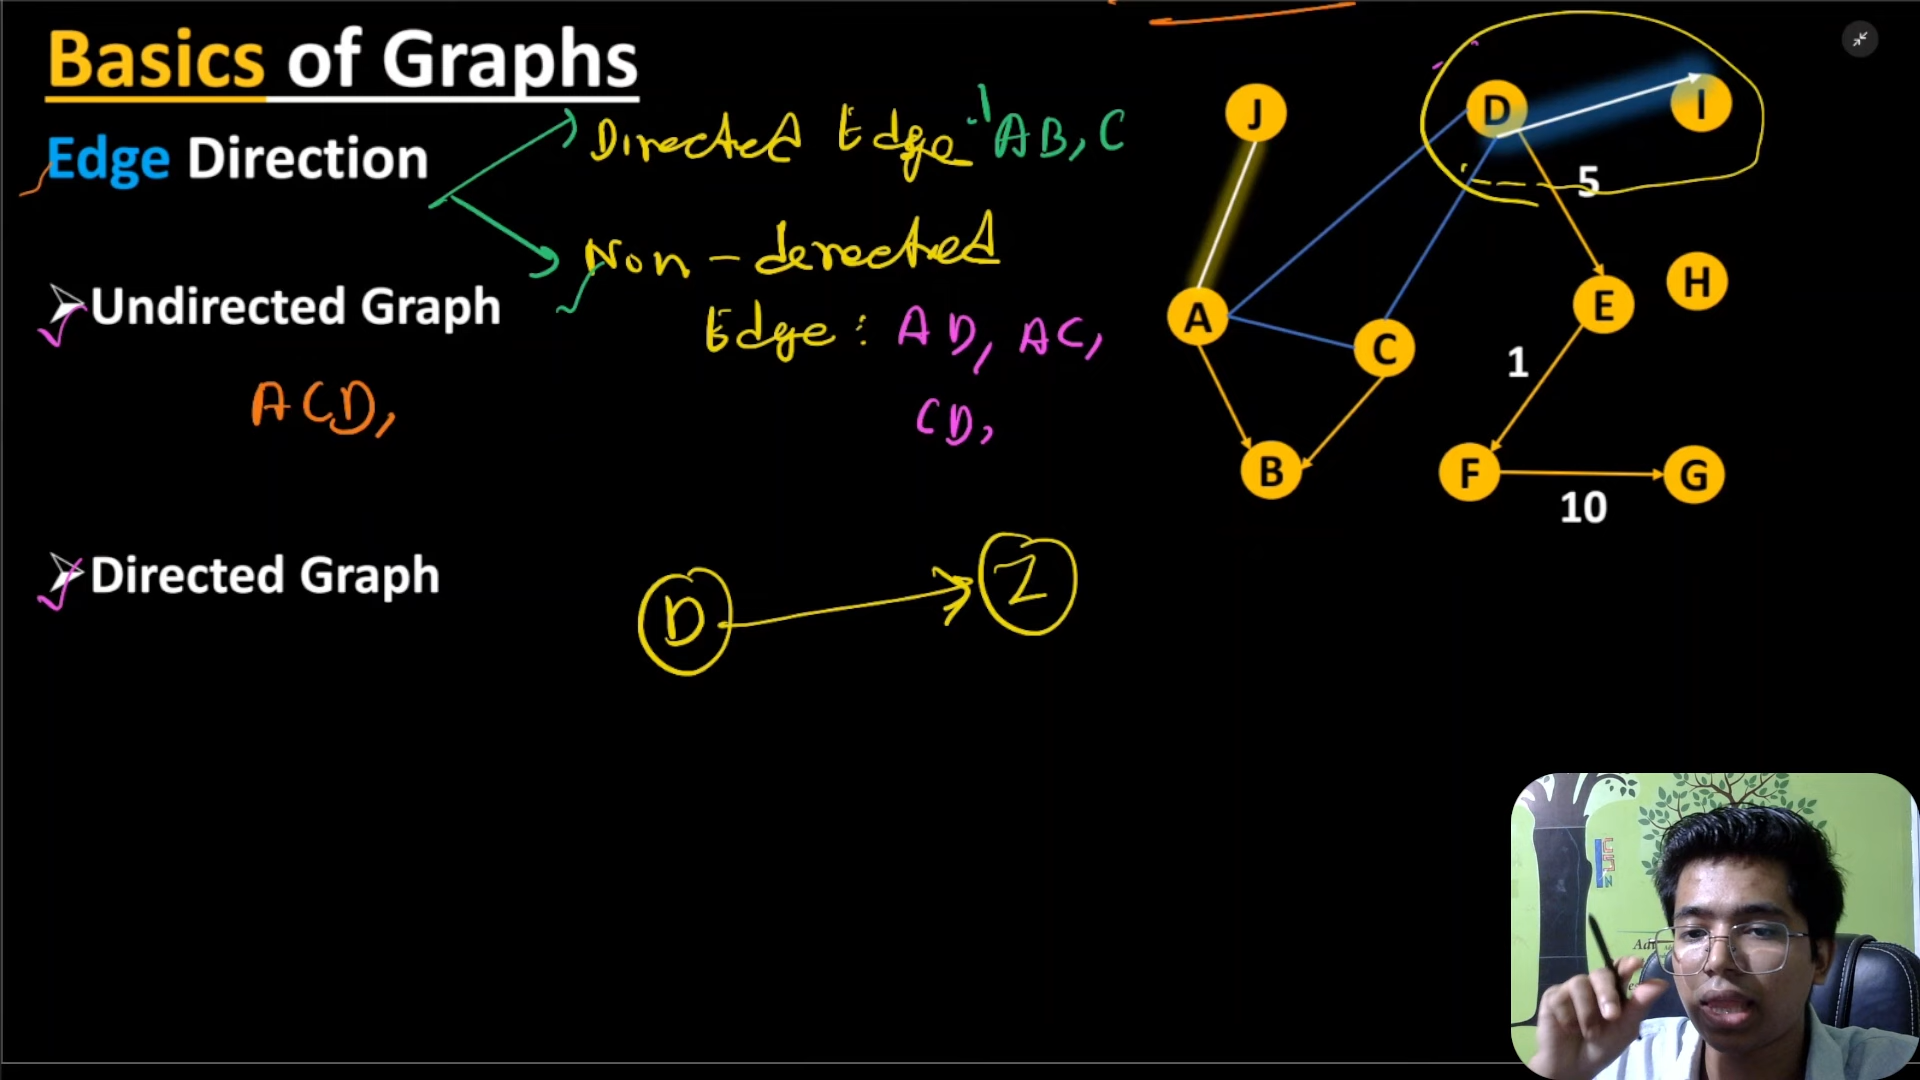 Basics of Graphs
Edge Direction
Directed Edge : AB, C
Non - derected
Edge : AD, AC,
CD,
Undirected Graph
ACD,
Directed Graph
D
I
J
D
I
5
H
A
C
E
1
B
F
G
10